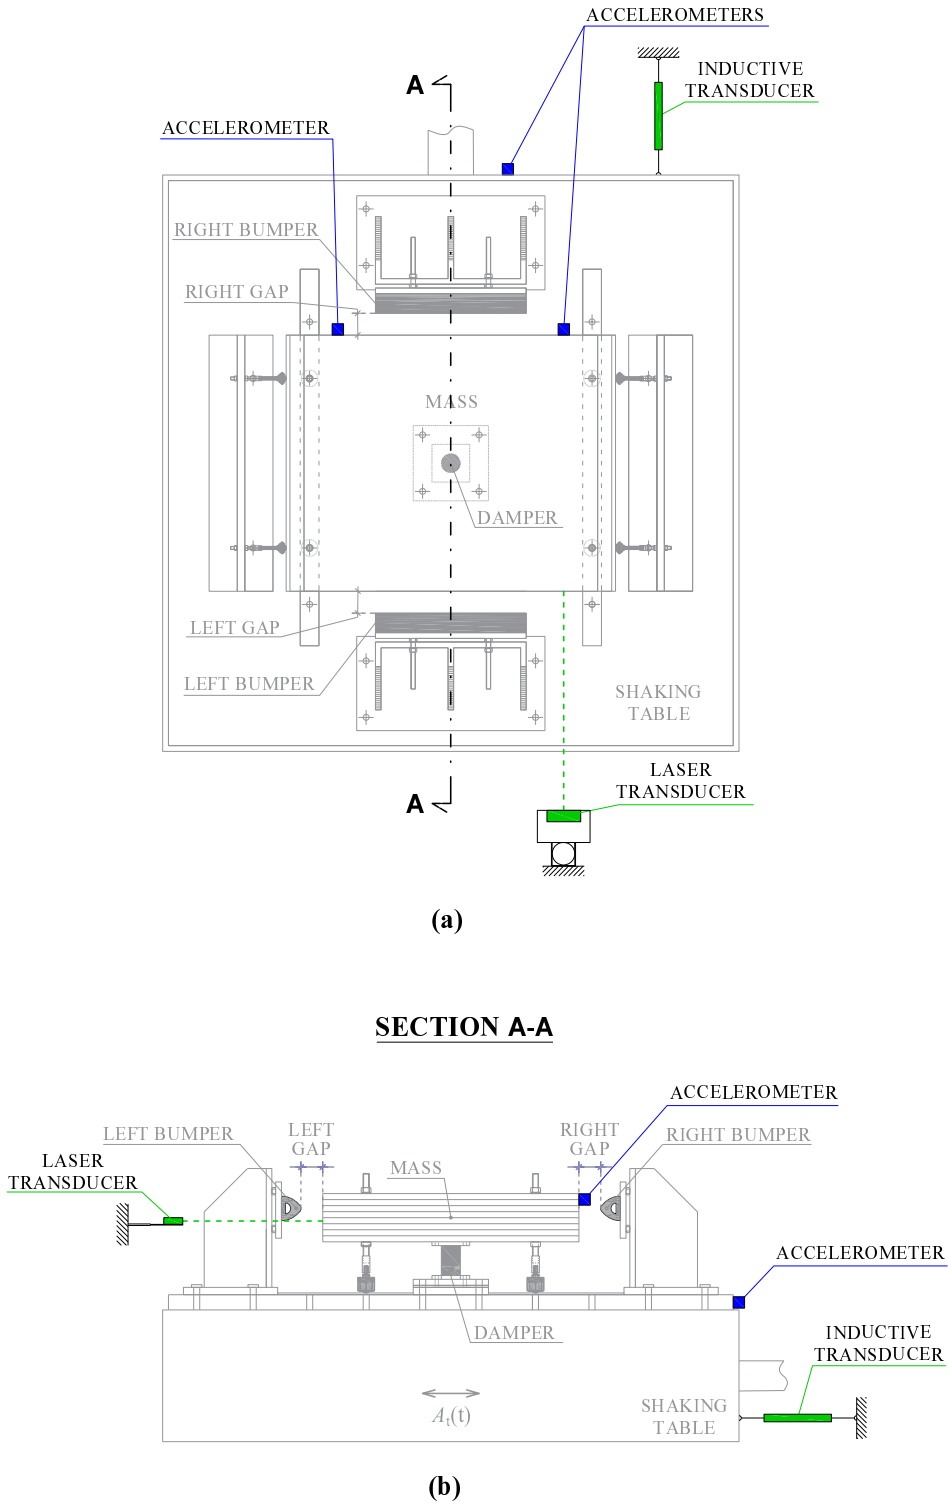 ACCELEROMETERS
INDUCTIVE
TRANSDUCER
A
ACCELEROMETER
RIGHT BUMPER
RIGHT GAP
MASS
DAMPER
LEFT GAP
LEFT BUMPER
SHAKING
TABLE
LASER
TRANSDUCER
A
(a)
SECTION A-A
ACCELEROMETER
LEFT BUMPER
LEFT
GAP
RIGHT
GAP
RIGHT BUMPER
LASER
TRANSDUCER
MASS
ACCELEROMETER
DAMPER
INDUCTIVE
TRANSDUCER
SHAKING
TABLE
At(t)
(b)